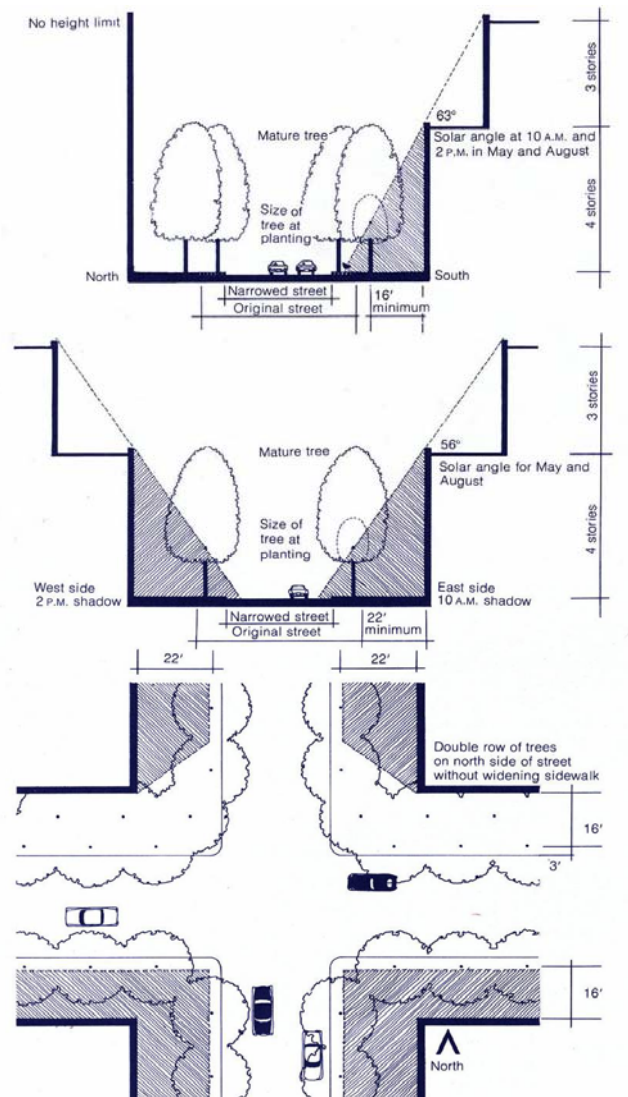 No height limit
3 stories
63°
Mature tree
Solar angle at 10 A.M. and
2 P.M. in May and August
4 stories
Size of
tree at
planting
North
South
Narrowed street
16'
Original street
minimum
3 stories
Mature tree
56°
Solar angle for May and
August
4 stories
Size of
tree at
planting
West side
2 P.M. shadow
East side
10 A.M. shadow
Narrowed street
22'
Original street
minimum
22'
22'
Double row of trees
on north side of street
without widening sidewalk
16'
3'
16'
North